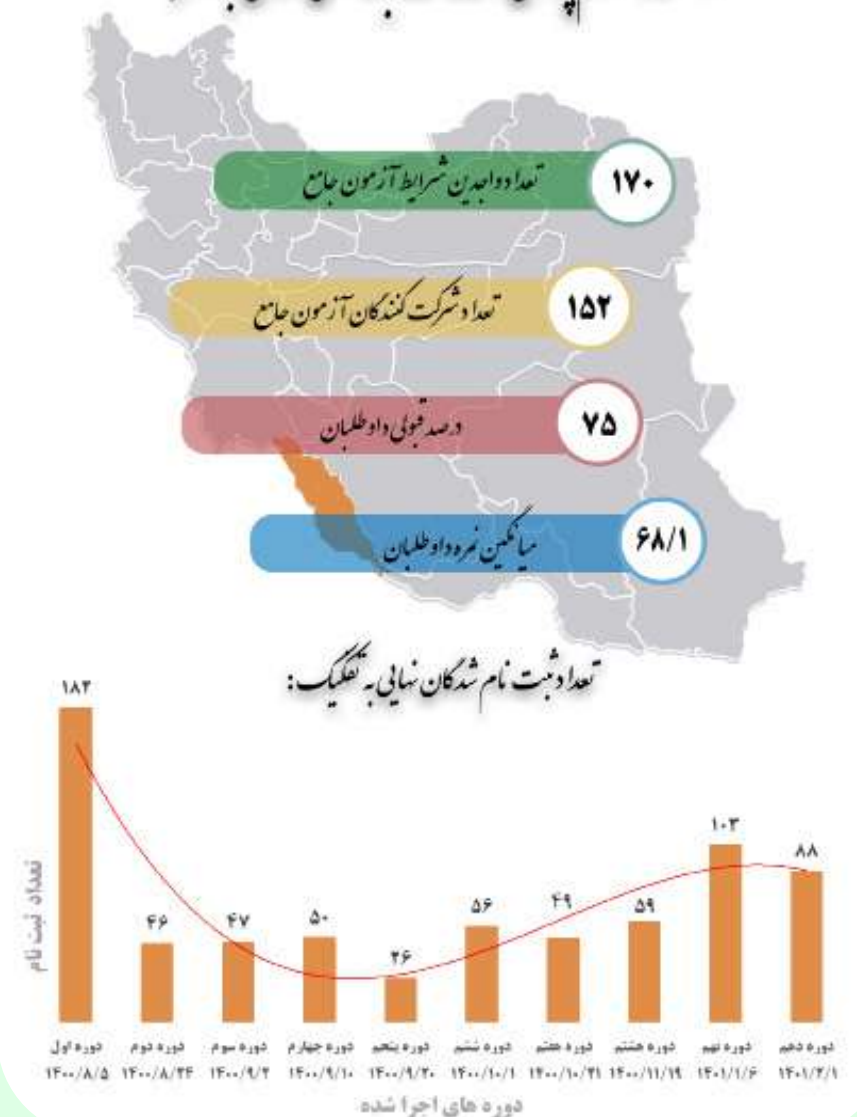 تعداد واجدین شرایط آزمون جامع ۱۷۰
تعداد شرکت کنندگان آزمون جامع ۱۵۲
درصد قبولی داوطلبان ۷۵
میانگین نمره داوطلبان ۶۸/۱
تعداد ثبت نام شدگان نهایی به تفکیک:
تعداد ثبت نام
۱۸۴ ۴۶ ۴۷ ۵۰ ۲۶ ۵۶ ۴۹ ۵۹ ۱۰۳ ۸۸
دوره اول دوره دوم دوره سوم دوره چهارم دوره پنجم دوره ششم دوره هفتم دوره هشتم دوره نهم دوره دهم
۱۴۰۰/۸/۵ ۱۴۰۰/۸/۲۴ ۱۴۰۰/۹/۲ ۱۴۰۰/۹/۱۰ ۱۴۰۰/۹/۲۰ ۱۴۰۰/۱۰/۱ ۱۴۰۰/۱۰/۲۱ ۱۴۰۰/۱۱/۱۹ ۱۴۰۱/۱/۶ ۱۴۰۱/۲/۱
دوره های اجرا شده